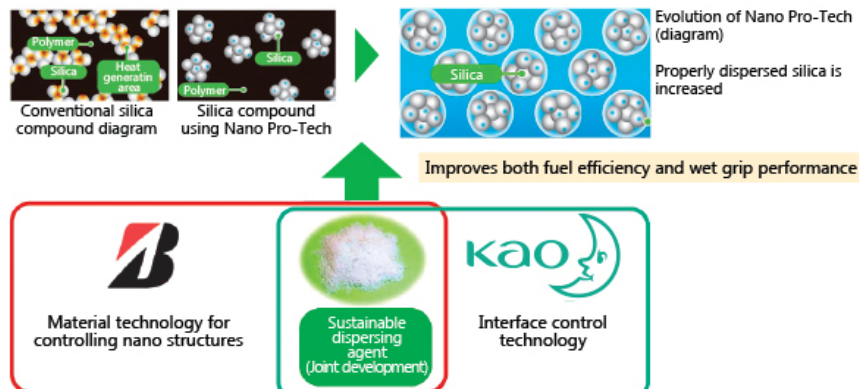 Polymer
Silica
Heat
generatin
area
Conventional silica
compound diagram
Silica
Polymer
Silica compound
using Nano Pro-Tech
Silica
Evolution of Nano Pro-Tech
(diagram)
Properly dispersed silica is
increased
Improves both fuel efficiency and wet grip performance
B
Material technology for
controlling nano structures
Sustainable
dispersing
agent
(Joint development)
Kao
Interface control
technology